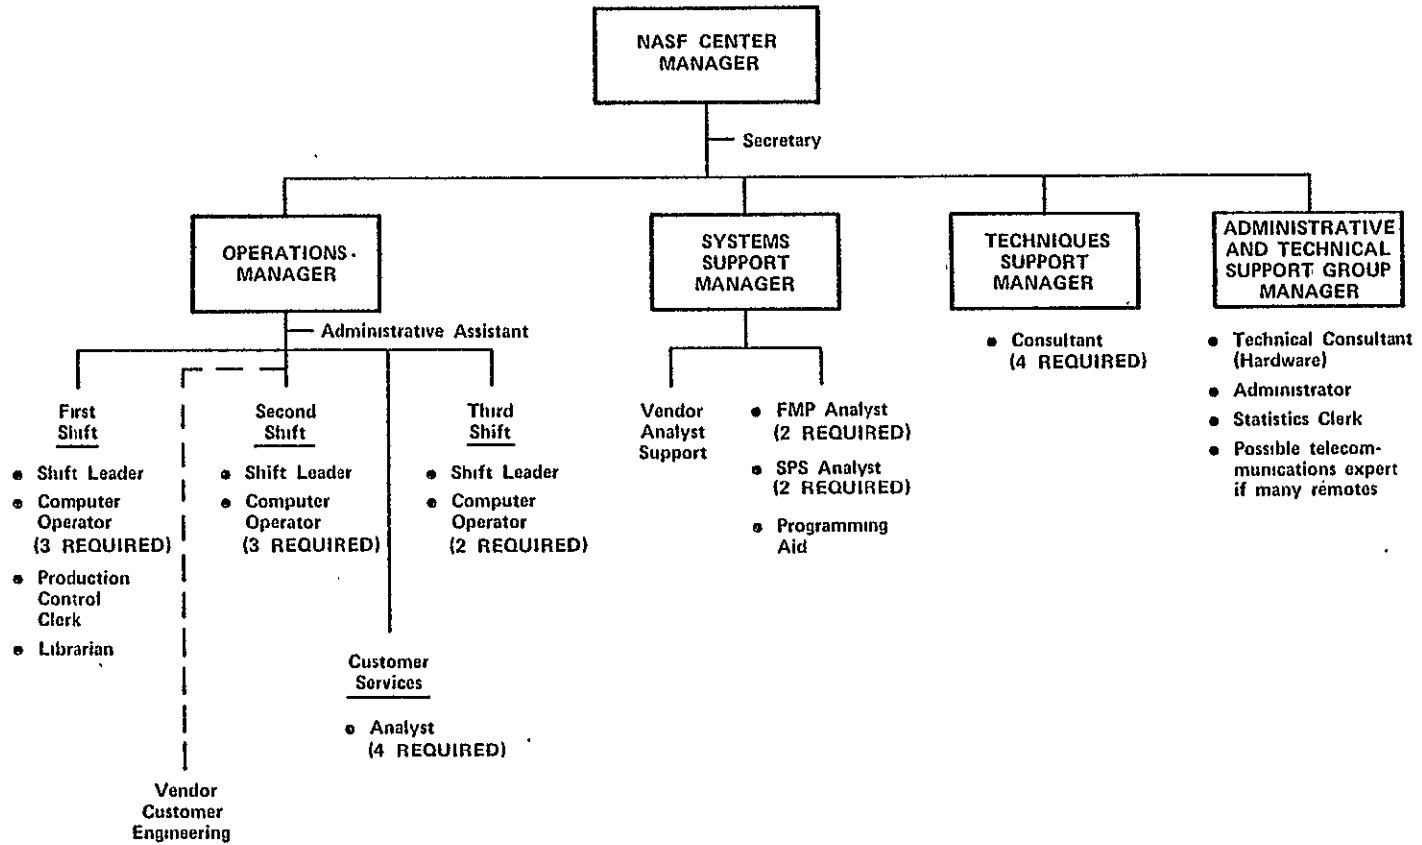 NASF CENTER
MANAGER
Secretary
OPERATIONS
MANAGER
SYSTEMS
SUPPORT
MANAGER
TECHNIQUES
SUPPORT
MANAGER
ADMINISTRATIVE
AND TECHNICAL
SUPPORT GROUP
MANAGER
Administrative Assistant
First
Shift
• Shift Leader
• Computer
Operator
(3 REQUIRED)
• Production
Control
Clerk
• Librarian
Second
Shift
• Shift Leader
• Computer
Operator
(3 REQUIRED)
Third
Shift
• Shift Leader
• Computer
Operator
(2 REQUIRED)
Customer
Services
• Analyst
(4 REQUIRED)
Vendor
Customer
Engineering
Vendor
Analyst
Support
• FMP Analyst
(2 REQUIRED)
• SPS Analyst
(2 REQUIRED)
• Programming
Aid
• Consultant
(4 REQUIRED)
• Technical Consultant
(Hardware)
• Administrator
• Statistics Clerk
• Possible telecom-
munications expert
if many remotes